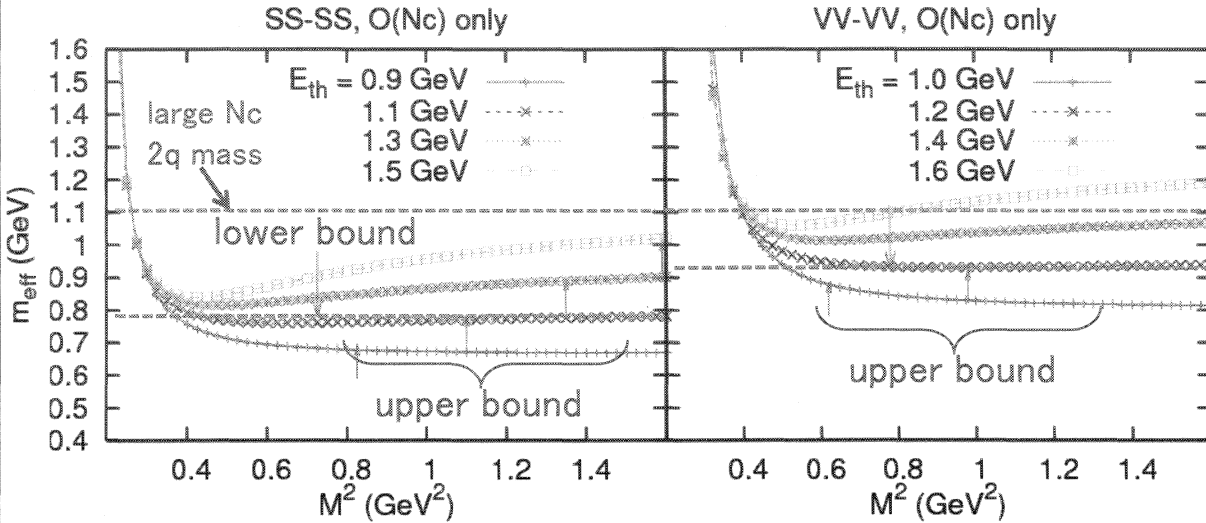 SS-SS, O(Nc) only
VV-VV, O(Nc) only
1.6
1.5
1.4
1.3
1.2
1.1
1.0
0.9
0.8
0.7
0.6
0.5
0.4
m_eff (GeV)
E_th = 0.9 GeV
1.1 GeV
1.3 GeV
1.5 GeV
large Nc
2q mass
lower bound
upper bound
0.4 0.6 0.8 1 1.2 1.4
M² (GeV²)
E_th = 1.0 GeV
1.2 GeV
1.4 GeV
1.6 GeV
upper bound
0.4 0.6 0.8 1 1.2 1.4
M² (GeV²)